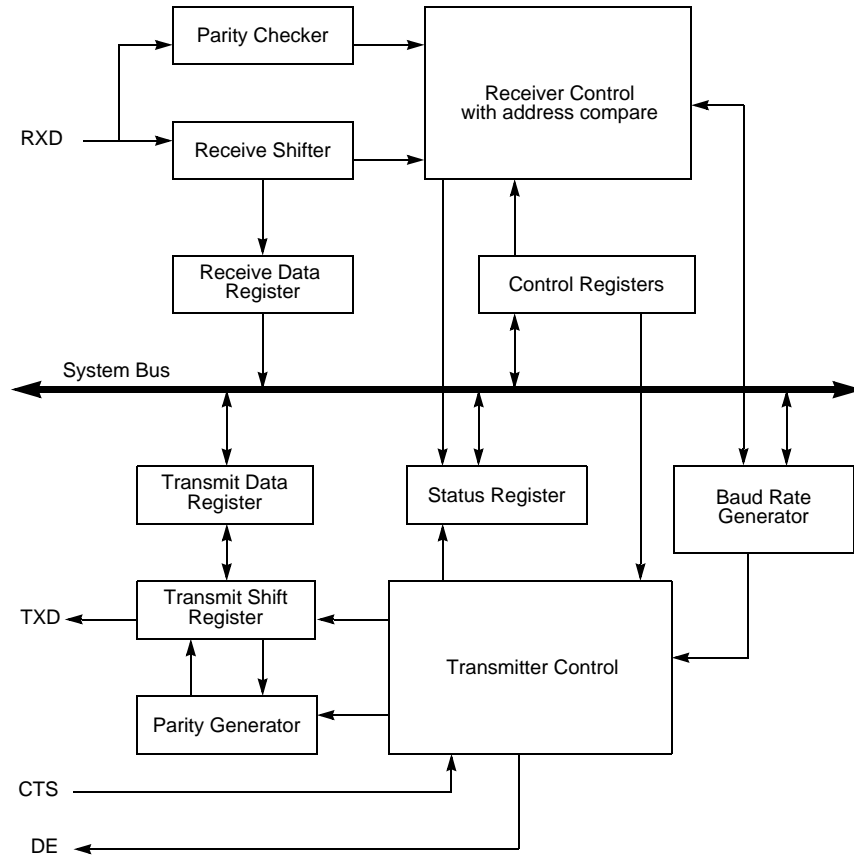 Parity Checker
Receiver Control
with address compare
RXD
Receive Shifter
Receive Data
Register
Control Registers
System Bus
Transmit Data
Register
Status Register
Baud Rate
Generator
Transmit Shift
Register
TXD
Transmitter Control
Parity Generator
CTS
DE